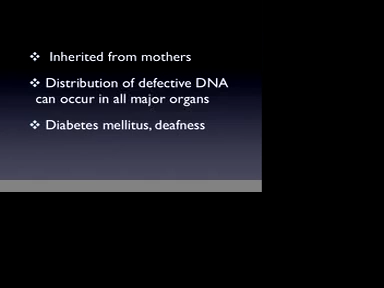 ❖ Inherited from mothers
❖ Distribution of defective DNA
can occur in all major organs
❖ Diabetes mellitus, deafness